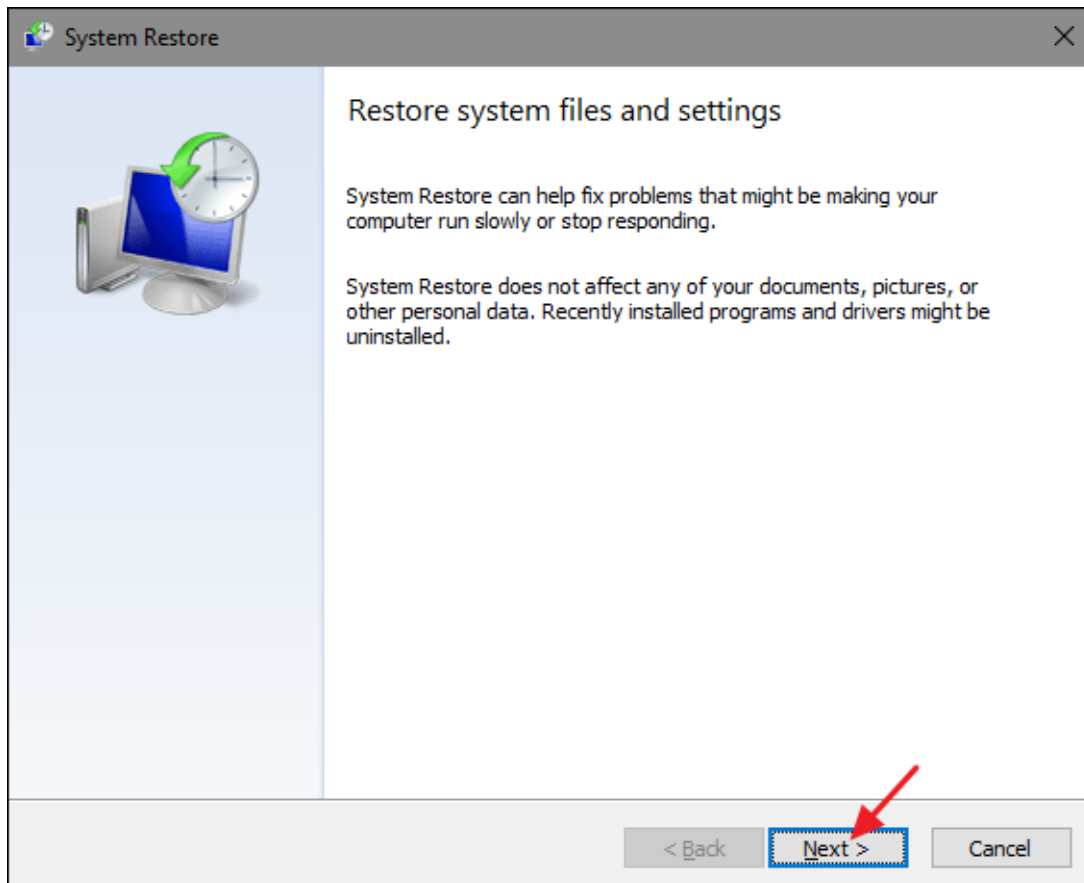 System Restore
Restore system files and settings
System Restore can help fix problems that might be making your
computer run slowly or stop responding.
System Restore does not affect any of your documents, pictures, or
other personal data. Recently installed programs and drivers might be
uninstalled.
< Back
Next >
Cancel